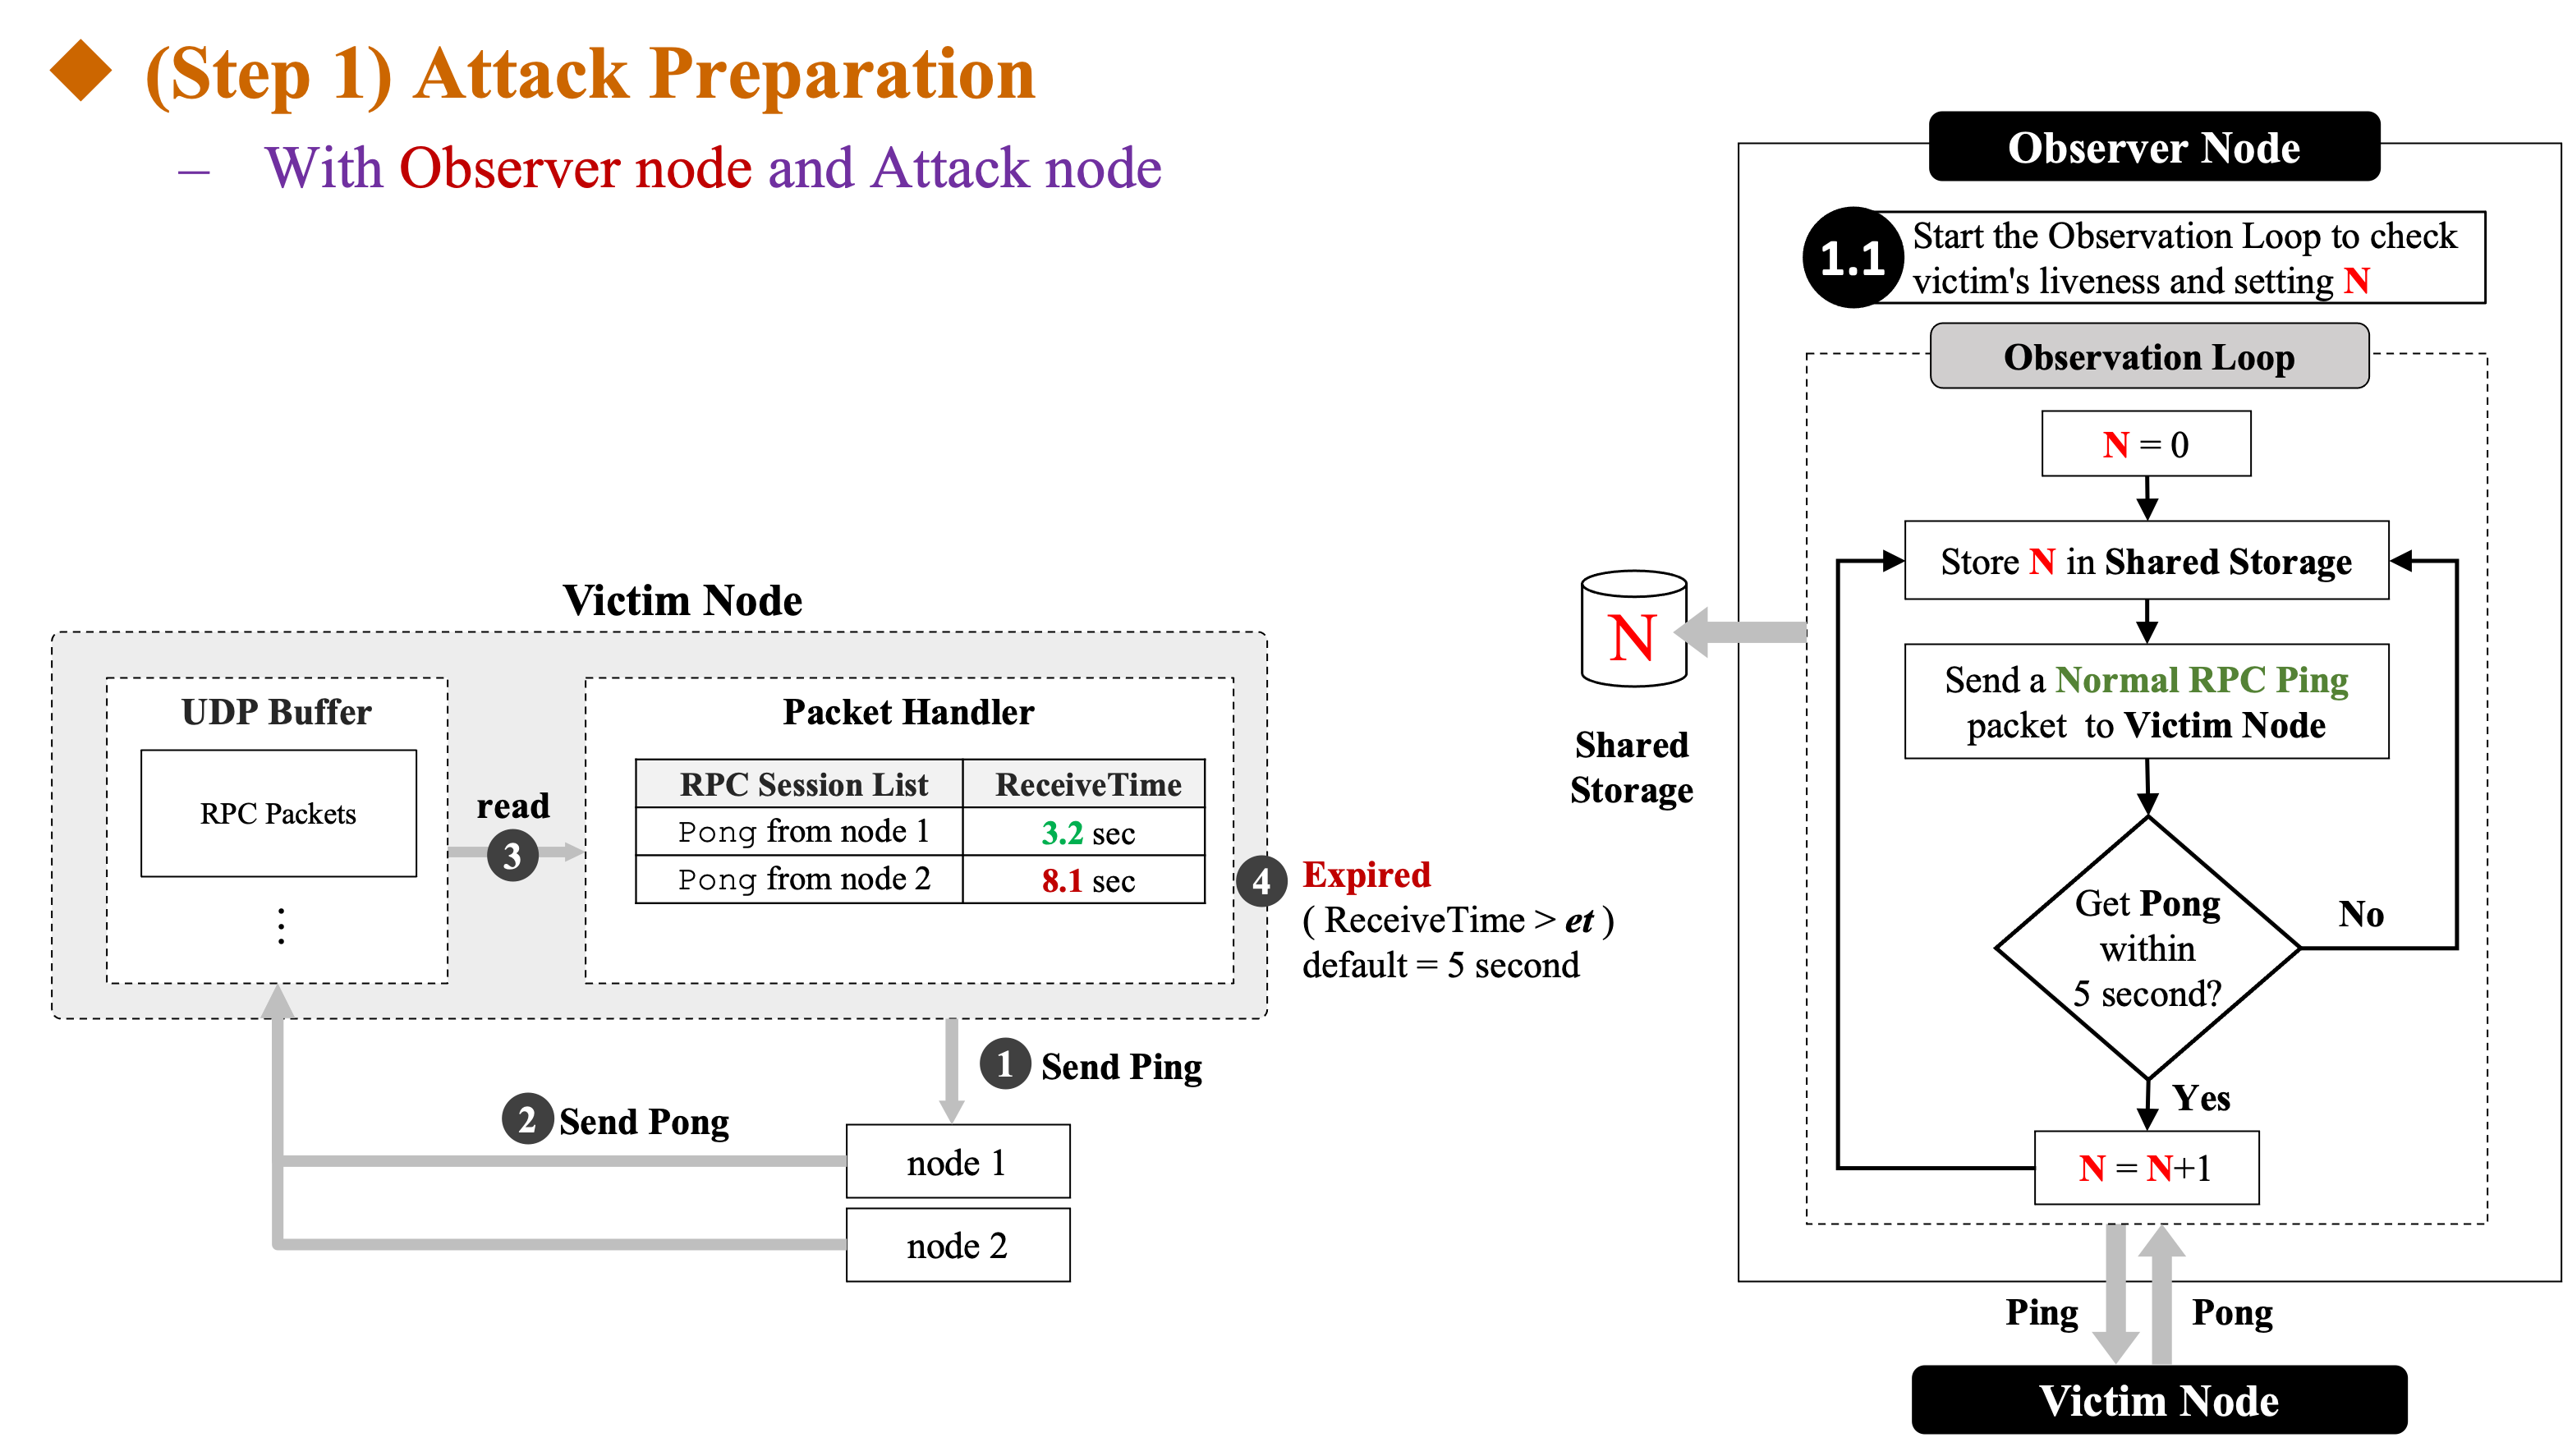 (Step 1) Attack Preparation
– With Observer node and Attack node
Victim Node
UDP Buffer
RPC Packets
⋮
read
3
Packet Handler
RPC Session List ReceiveTime
Pong from node 1 3.2 sec
Pong from node 2 8.1 sec
4
Expired
( ReceiveTime > et )
default = 5 second
1 Send Ping
2 Send Pong
node 1
node 2
N
Shared
Storage
Observer Node
1.1
Start the Observation Loop to check
victim's liveness and setting N
Observation Loop
N = 0
Store N in Shared Storage
Send a Normal RPC Ping
packet to Victim Node
Get Pong
within
5 second?
No
Yes
N = N+1
Ping
Pong
Victim Node